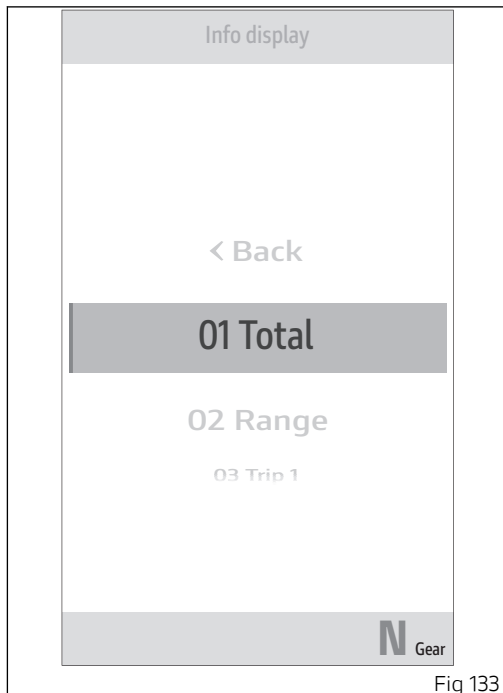 Info display
< Back
01 Total
02 Range
03 Trip 1
N Gear
Fig 133